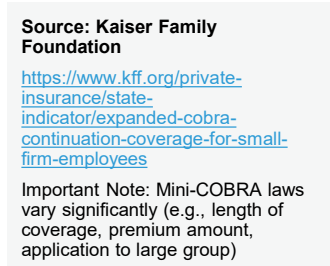 Source: Kaiser Family
Foundation
https://www.kff.org/private-
insurance/state-
indicator/expanded-cobra-
continuation-coverage-for-small-
firm-employees
Important Note: Mini-COBRA laws
vary significantly (e.g., length of
coverage, premium amount,
application to large group)